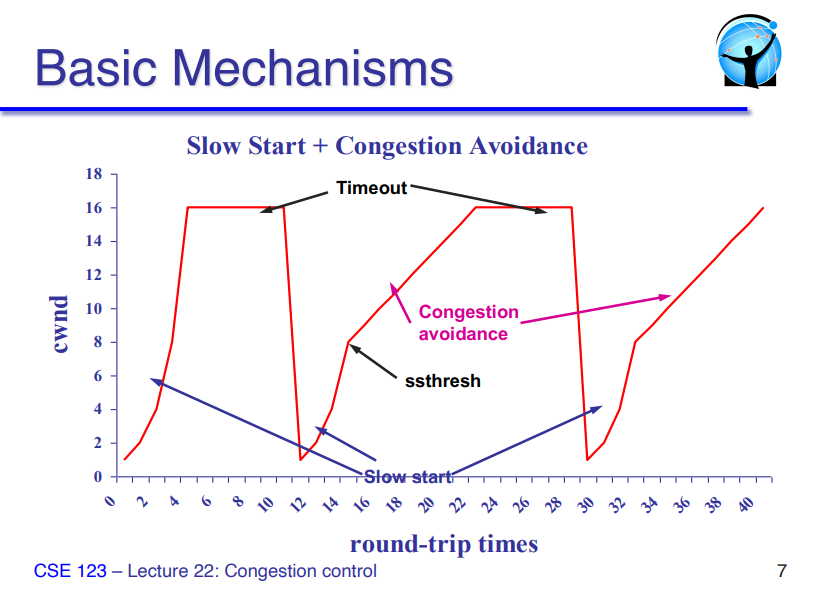 Basic Mechanisms
Slow Start + Congestion Avoidance
18
16
14
12
10
8
6
4
2
0
cwnd
Timeout
Congestion
avoidance
ssthresh
Slow start
0 2 4 6 8 10 12 14 16 18 20 22 24 26 28 30 32 34 36 38 40
round-trip times
CSE 123 – Lecture 22: Congestion control
7